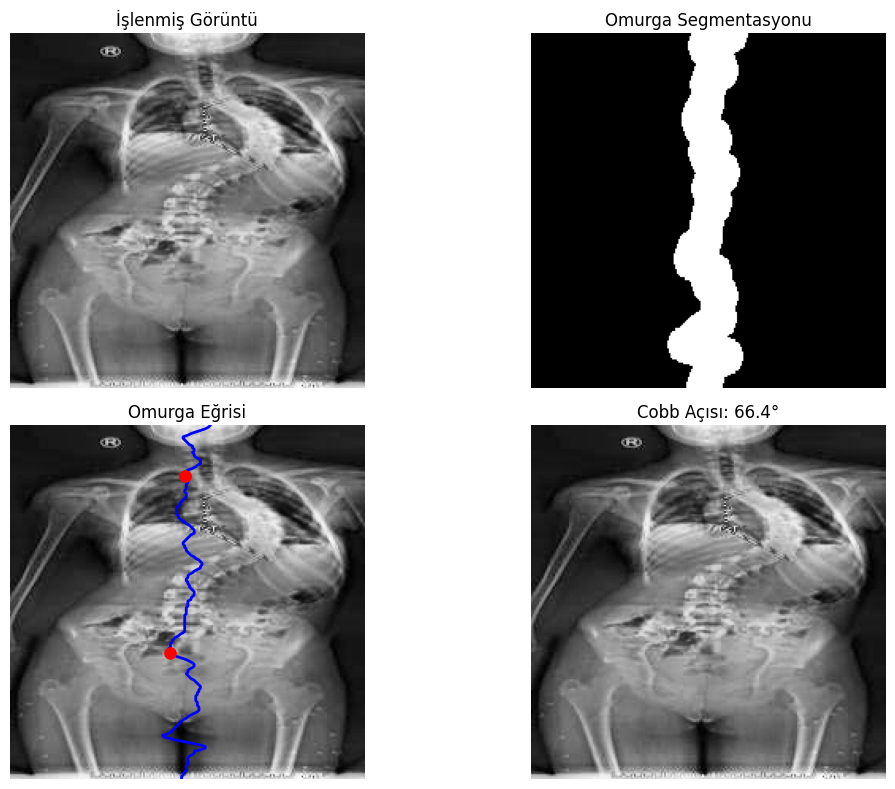 İşlenmiş Görüntü
Omurga Segmentasyonu
R
Omurga Eğrisi
Cobb Açısı: 66.4°
R
R